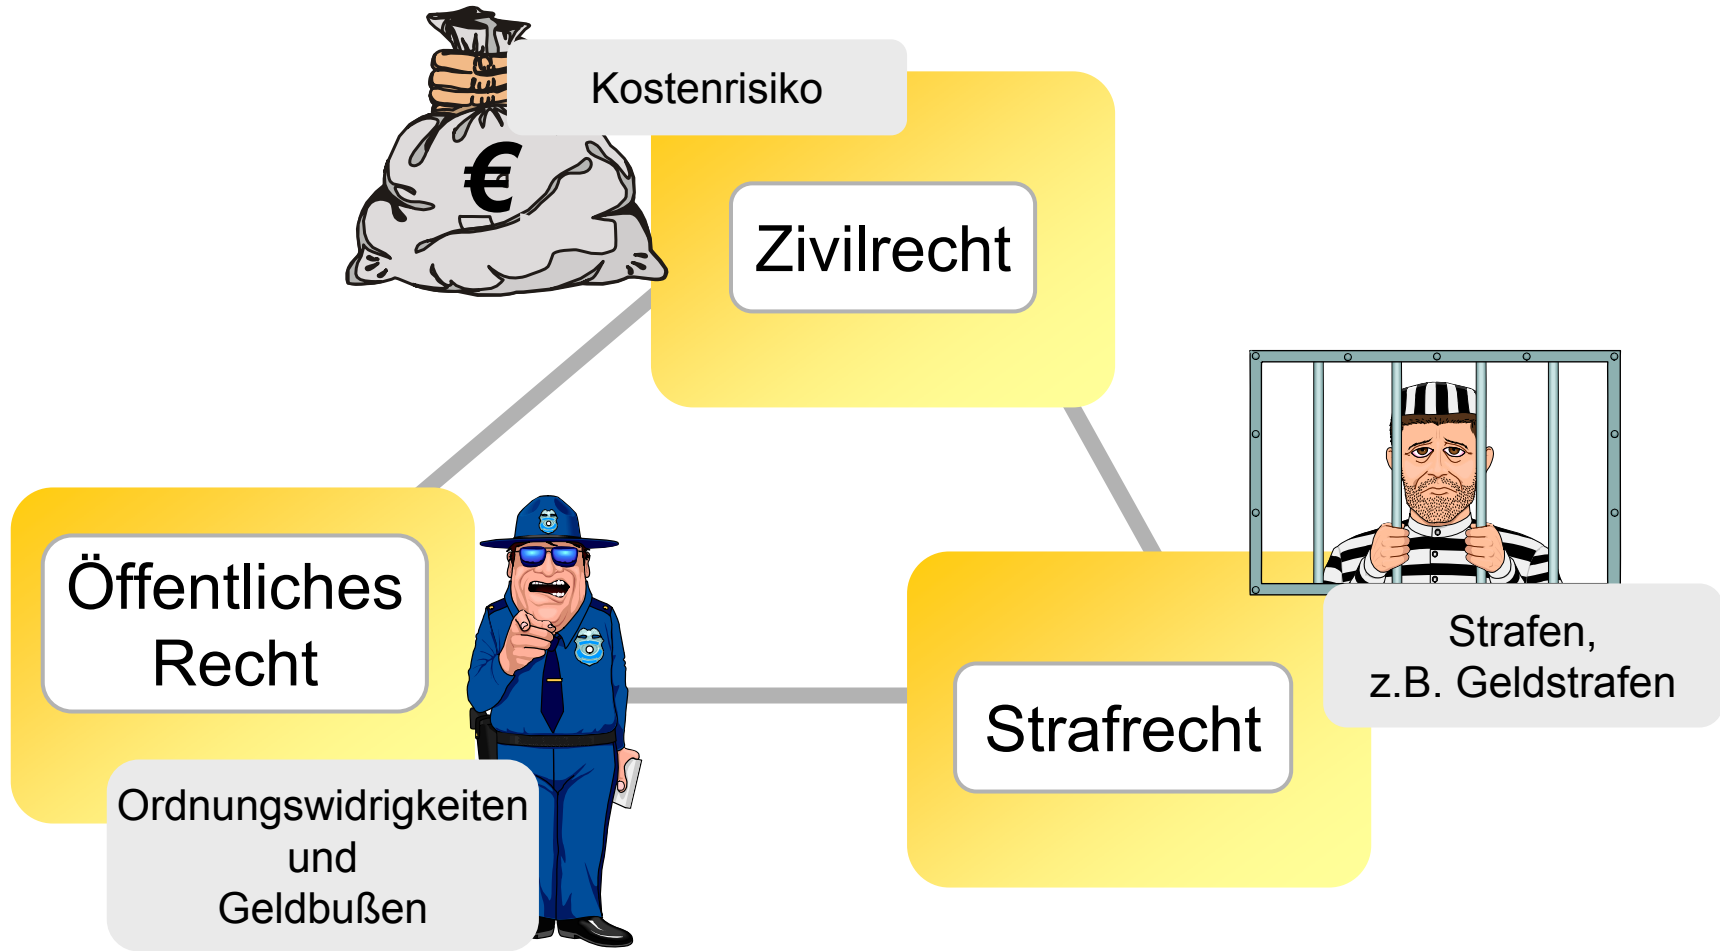 Kostenrisiko
€
Zivilrecht
Öffentliches
Recht
Ordnungswidrigkeiten
und
Geldbußen
Strafen,
z.B. Geldstrafen
Strafrecht